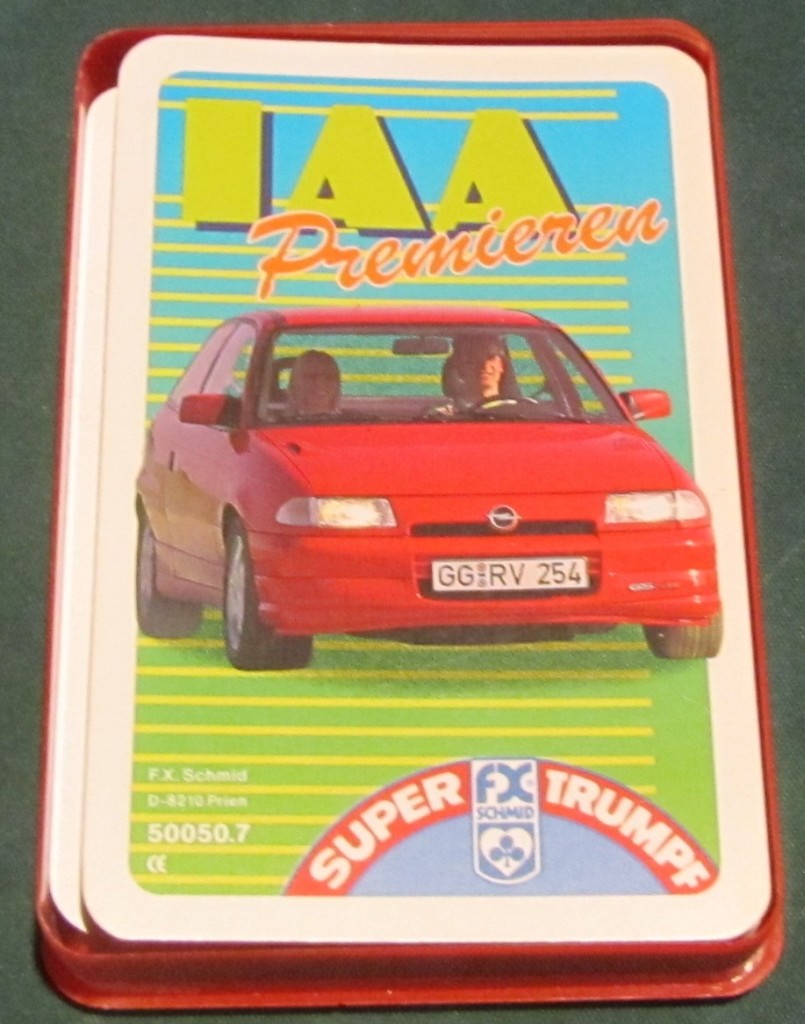 IAA
Premieren
GG RV 254
F.X. Schmid
D-8210 Prien
50050.7
CE
SUPER FX SCHMID TRUMPF